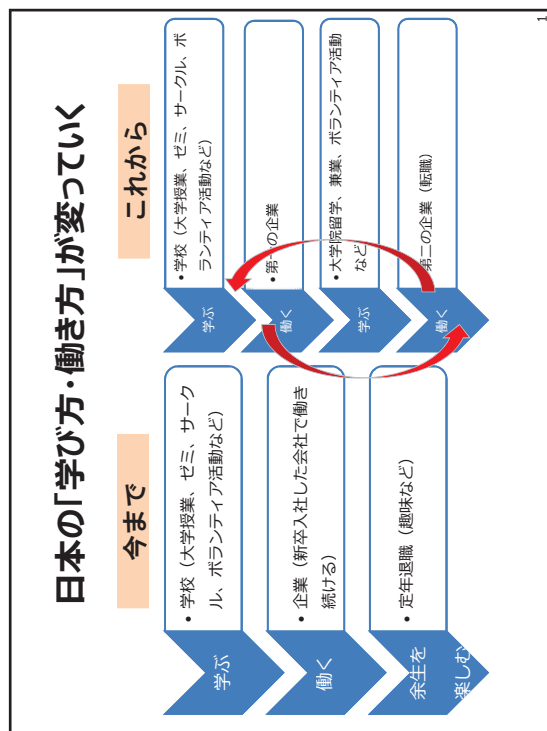 日本の「学び方・働き方」が変っていく
今まで
学ぶ
• 学校（大学授業、ゼミ、サーク
ル、ボランティア活動など）
働く
• 企業（新卒入社した会社で働き
続ける）
余生を
楽しむ
• 定年退職（趣味など）
これから
学ぶ
• 学校（大学授業、ゼミ、サークル、ボ
ランティア活動など）
働く
• 第一の企業
学ぶ
• 大学院留学、兼業、ボランティア活動
など
働く
第二の企業（転職）
1